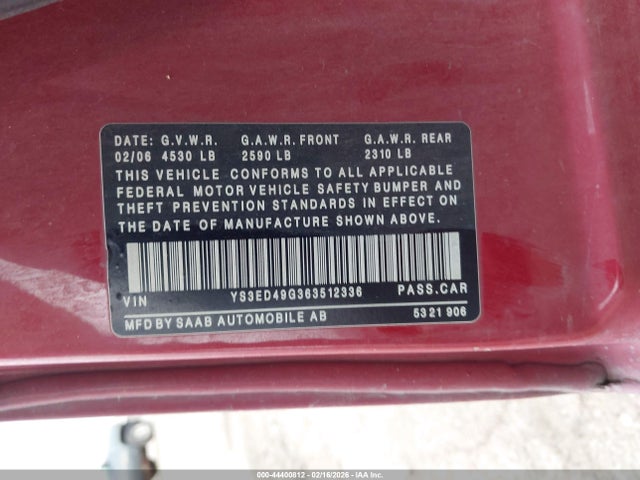 DATE: G.V.W.R. G.A.W.R. FRONT G.A.W.R. REAR
02/06 4530 LB 2590 LB 2310 LB
THIS VEHICLE CONFORMS TO ALL APPLICABLE
FEDERAL MOTOR VEHICLE SAFETY BUMPER AND
THEFT PREVENTION STANDARDS IN EFFECT ON
THE DATE OF MANUFACTURE SHOWN ABOVE.
VIN YS3ED49G363512336 PASS.CAR
MFD BY SAAB AUTOMOBILE AB 5321 906
000-44400812 - 02/16/2026 - IAA Inc.